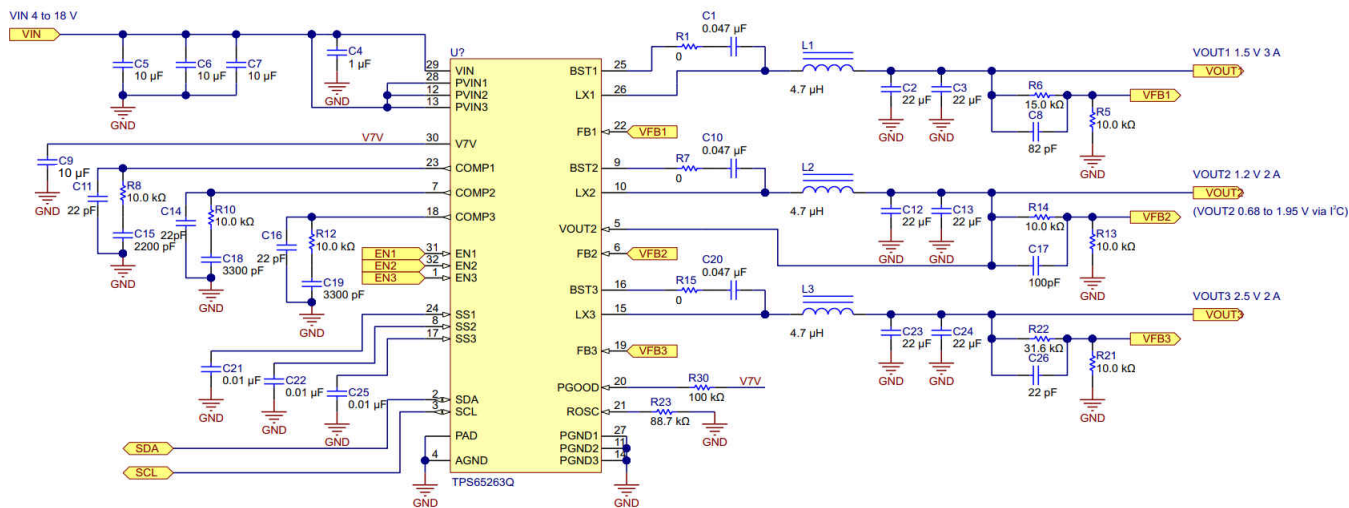 VIN 4 to 18 V
VIN
C5
10 µF
C6
10 µF
C7
10 µF
C4
1 µF
GND
GND
GND
V7V
C9
10 µF
GND
C11
22 pF
R8
10.0 kΩ
C15
2200 pF
GND
C14
22pF
R10
10.0 kΩ
C18
3300 pF
GND
C16
22 pF
R12
10.0 kΩ
C19
3300 pF
GND
EN1
EN2
EN3
C21
0.01 µF
GND
C22
0.01 µF
GND
C25
0.01 µF
GND
SDA
SCL
GND
U?
29 VIN
28 PVIN1
12 PVIN2
13 PVIN3
30 V7V
23 COMP1
7 COMP2
18 COMP3
31 EN1
32 EN2
1 EN3
24 SS1
8 SS2
17 SS3
2 SDA
3 SCL
PAD
4 AGND
BST1 25
LX1 26
FB1 22
BST2 9
LX2 10
VOUT2 5
FB2 6
BST3 16
LX3 15
FB3 19
PGOOD 20
ROSC 21
PGND1 27
PGND2 11
PGND3 14
TPS65263Q
GND
R1
0
C1
0.047 µF
L1
4.7 µH
C2
22 µF
GND
C3
22 µF
GND
R6
15.0 kΩ
C8
82 pF
R5
10.0 kΩ
GND
VOUT1 1.5 V 3 A
VOUT1
VFB1
VFB1
R7
0
C10
0.047 µF
L2
4.7 µH
C12
22 µF
GND
C13
22 µF
GND
R14
10.0 kΩ
C17
100pF
R13
10.0 kΩ
GND
VOUT2 1.2 V 2 A
VOUT2
VFB2
(VOUT2 0.68 to 1.95 V via I²C)
VFB2
R15
0
C20
0.047 µF
L3
4.7 µH
C23
22 µF
GND
C24
22 µF
GND
R22
31.6 kΩ
C26
22 pF
R21
10.0 kΩ
GND
VOUT3 2.5 V 2 A
VOUT3
VFB3
VFB3
R30
100 kΩ
V7V
R23
88.7 kΩ
GND